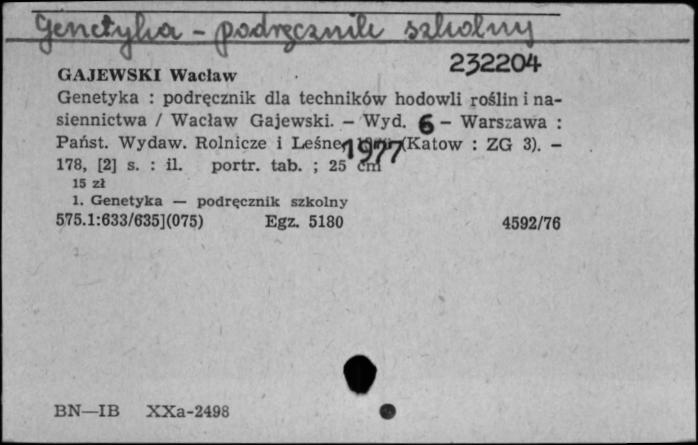 Genetyka - podręcznik szkolny
232204
GAJEWSKI Wacław
Genetyka : podręcznik dla techników hodowli roślin i na-
siennictwa / Wacław Gajewski. — Wyd. 6 — Warszawa :
Państ. Wydaw. Rolnicze i Leśne, 1977 (Katow : ZG 3). —
178, [2] s. : il. portr. tab. ; 25 cm
15 zł
1. Genetyka — podręcznik szkolny
575.1:633/635](075) Egz. 5180 4592/76
BN—IB XXa-2498